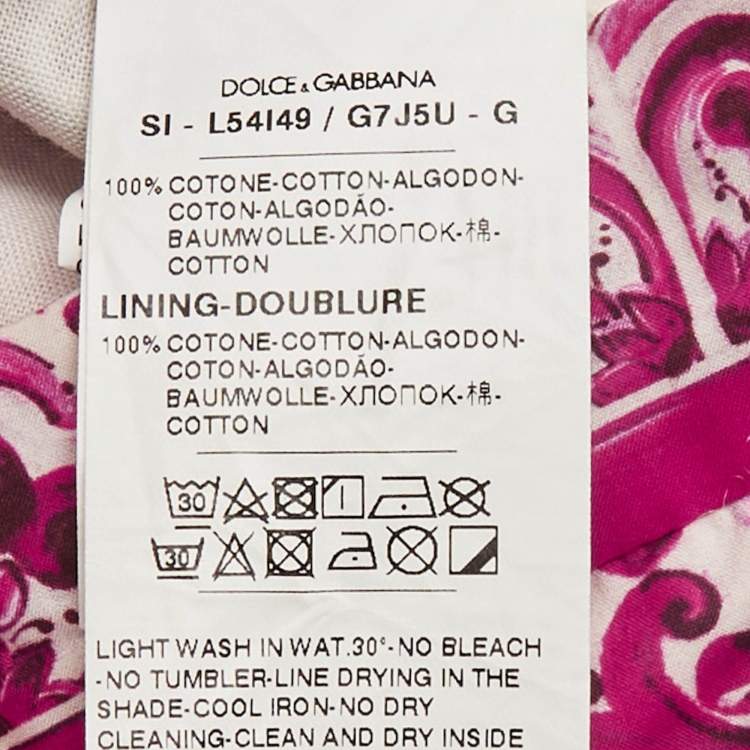 DOLCE & GABBANA
SI - L54I49 / G7J5U - G
100% COTONE-COTTON-ALGODON-
COTON-ALGODÃO-
BAUMWOLLE-ХЛОПОК-棉-
COTTON
LINING-DOUBLURE
100% COTONE-COTTON-ALGODON-
COTON-ALGODÃO-
BAUMWOLLE-ХЛОПОК-棉-
COTTON
30
30
LIGHT WASH IN WAT.30°-NO BLEACH
-NO TUMBLER-LINE DRYING IN THE
SHADE-COOL IRON-NO DRY
CLEANING-CLEAN AND DRY INSIDE